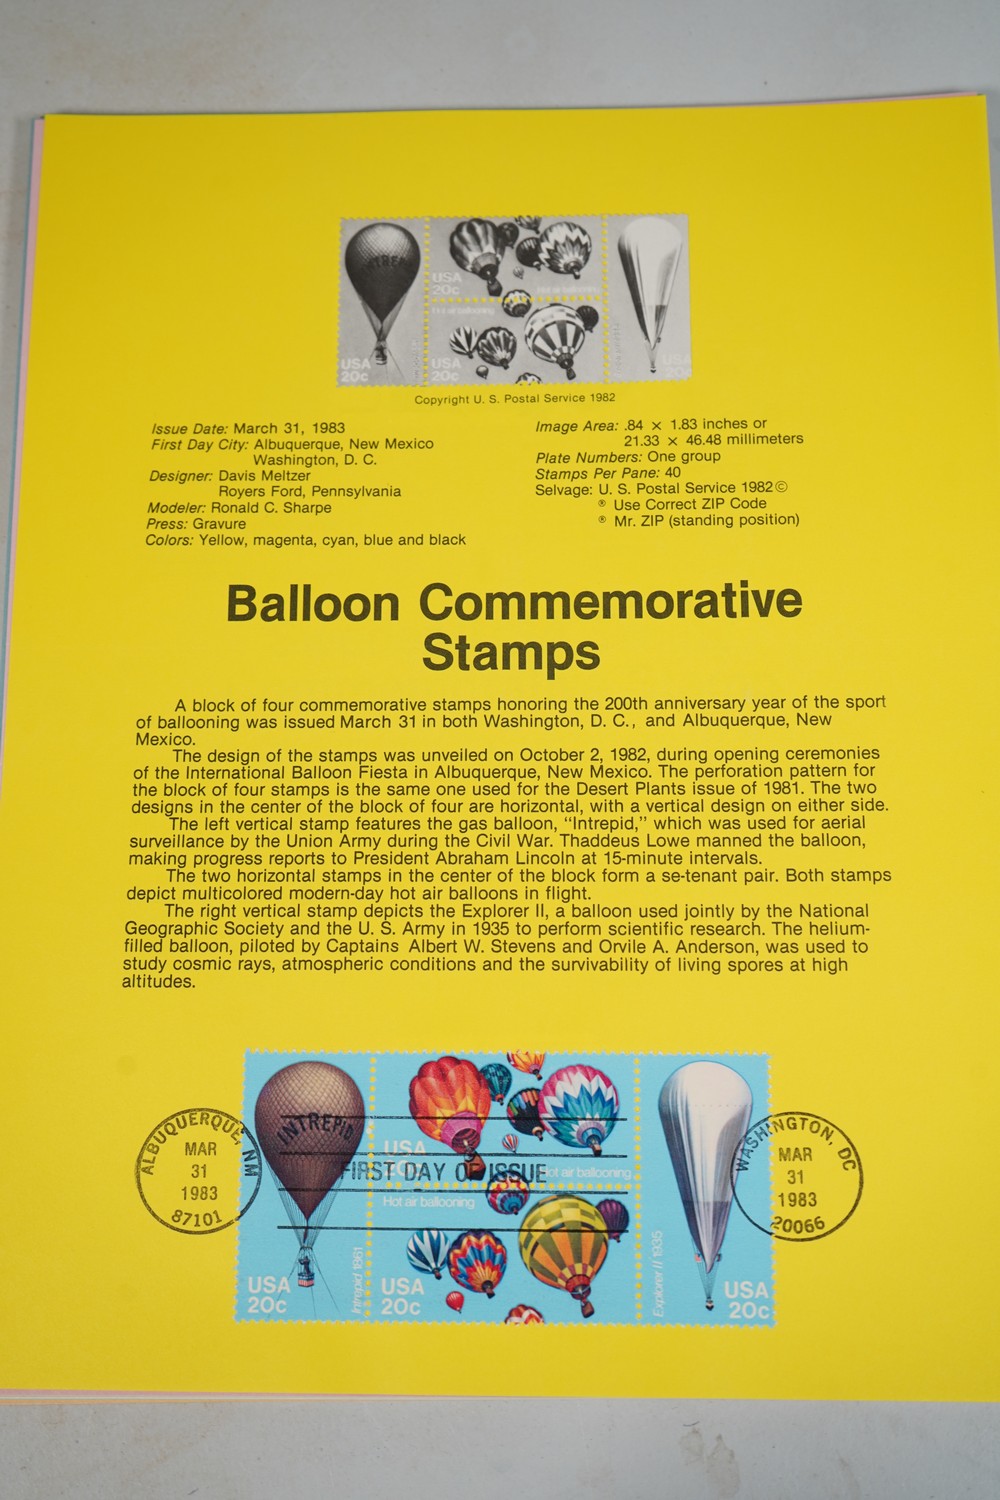 INTREPID
USA
20c
Hot air ballooning
Hot air ballooning
USA
20c
USA
20c
USA
20c
Copyright U. S. Postal Service 1982
Issue Date: March 31, 1983
First Day City: Albuquerque, New Mexico
Washington, D. C.
Designer: Davis Meltzer
Royers Ford, Pennsylvania
Modeler: Ronald C. Sharpe
Press: Gravure
Colors: Yellow, magenta, cyan, blue and black
Image Area: .84 × 1.83 inches or
21.33 × 46.48 millimeters
Plate Numbers: One group
Stamps Per Pane: 40
Selvage: U. S. Postal Service 1982©
® Use Correct ZIP Code
® Mr. ZIP (standing position)
Balloon Commemorative
Stamps
A block of four commemorative stamps honoring the 200th anniversary year of the sport
of ballooning was issued March 31 in both Washington, D. C., and Albuquerque, New
Mexico.
The design of the stamps was unveiled on October 2, 1982, during opening ceremonies
of the International Balloon Fiesta in Albuquerque, New Mexico. The perforation pattern for
the block of four stamps is the same one used for the Desert Plants issue of 1981. The two
designs in the center of the block of four are horizontal, with a vertical design on either side.
The left vertical stamp features the gas balloon, “Intrepid,” which was used for aerial
surveillance by the Union Army during the Civil War. Thaddeus Lowe manned the balloon,
making progress reports to President Abraham Lincoln at 15-minute intervals.
The two horizontal stamps in the center of the block form a se-tenant pair. Both stamps
depict multicolored modern-day hot air balloons in flight.
The right vertical stamp depicts the Explorer II, a balloon used jointly by the National
Geographic Society and the U. S. Army in 1935 to perform scientific research. The helium-
filled balloon, piloted by Captains Albert W. Stevens and Orvile A. Anderson, was used to
study cosmic rays, atmospheric conditions and the survivability of living spores at high
altitudes.
ALBUQUERQUE, NM
MAR
31
1983
87101
INTREPID
USA
20c
Intrepid 1861
USA
20c
Hot air ballooning
FIRST DAY OF ISSUE
Hot air ballooning
USA
20c
Explorer II 1935
USA
20c
WASHINGTON, DC
MAR
31
1983
20066